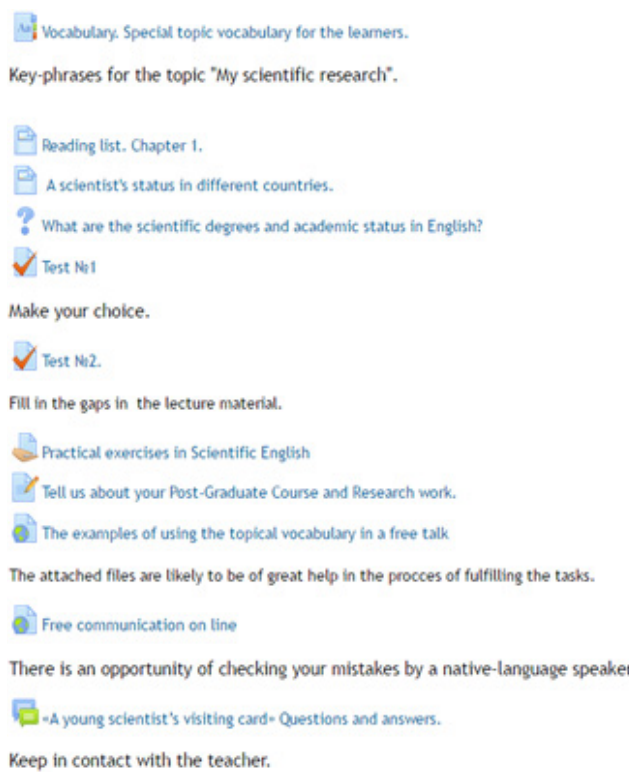 Vocabulary. Special topic vocabulary for the learners.
Key-phrases for the topic "My scientific research".
Reading list. Chapter 1.
A scientist's status in different countries.
What are the scientific degrees and academic status in English?
Test №1
Make your choice.
Test №2.
Fill in the gaps in the lecture material.
Practical exercises in Scientific English
Tell us about your Post-Graduate Course and Research work.
The examples of using the topical vocabulary in a free talk
The attached files are likely to be of great help in the procces of fulfilling the tasks.
Free communication on line
There is an opportunity of checking your mistakes by a native-language speaker
«A young scientist's visiting card» Questions and answers.
Keep in contact with the teacher.